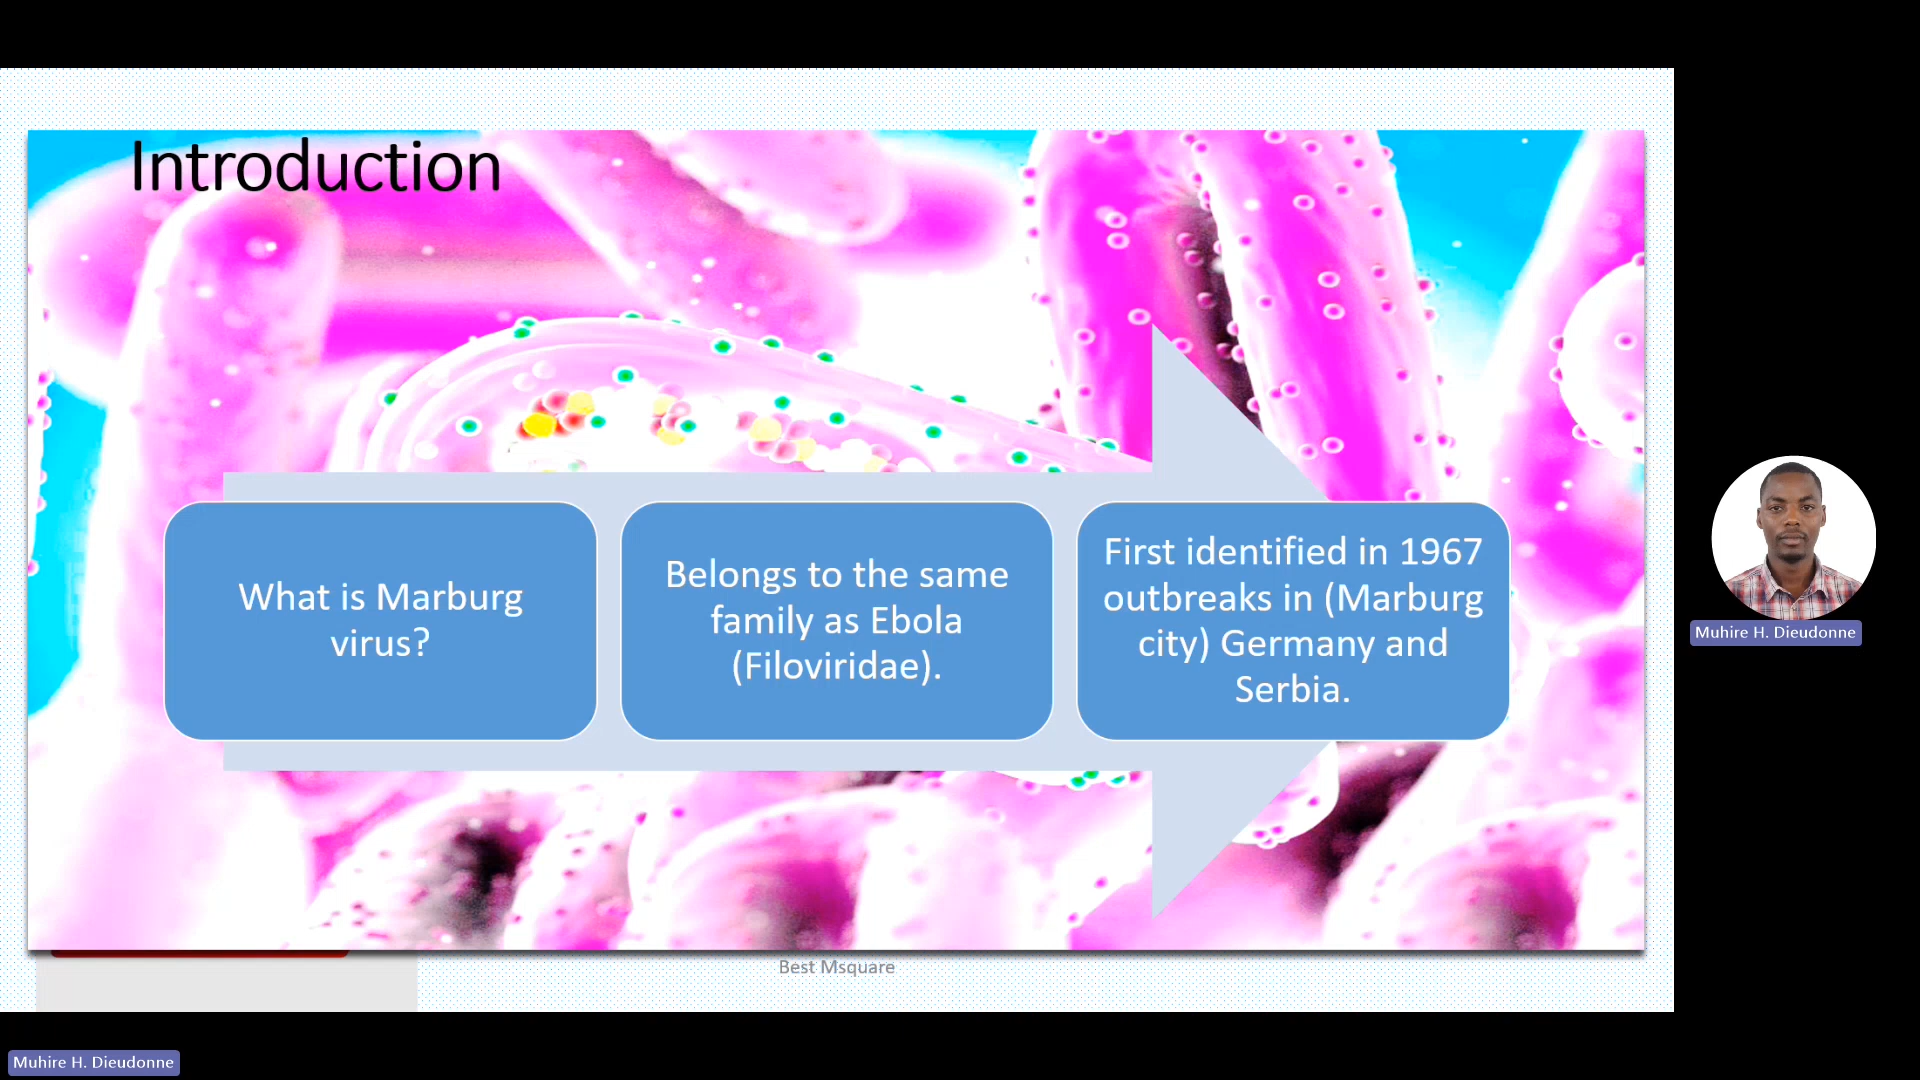 Introduction
What is Marburg
virus?
Belongs to the same
family as Ebola
(Filoviridae).
First identified in 1967
outbreaks in (Marburg
city) Germany and
Serbia.
Best Msquare
Muhire H. Dieudonne
Muhire H. Dieudonne